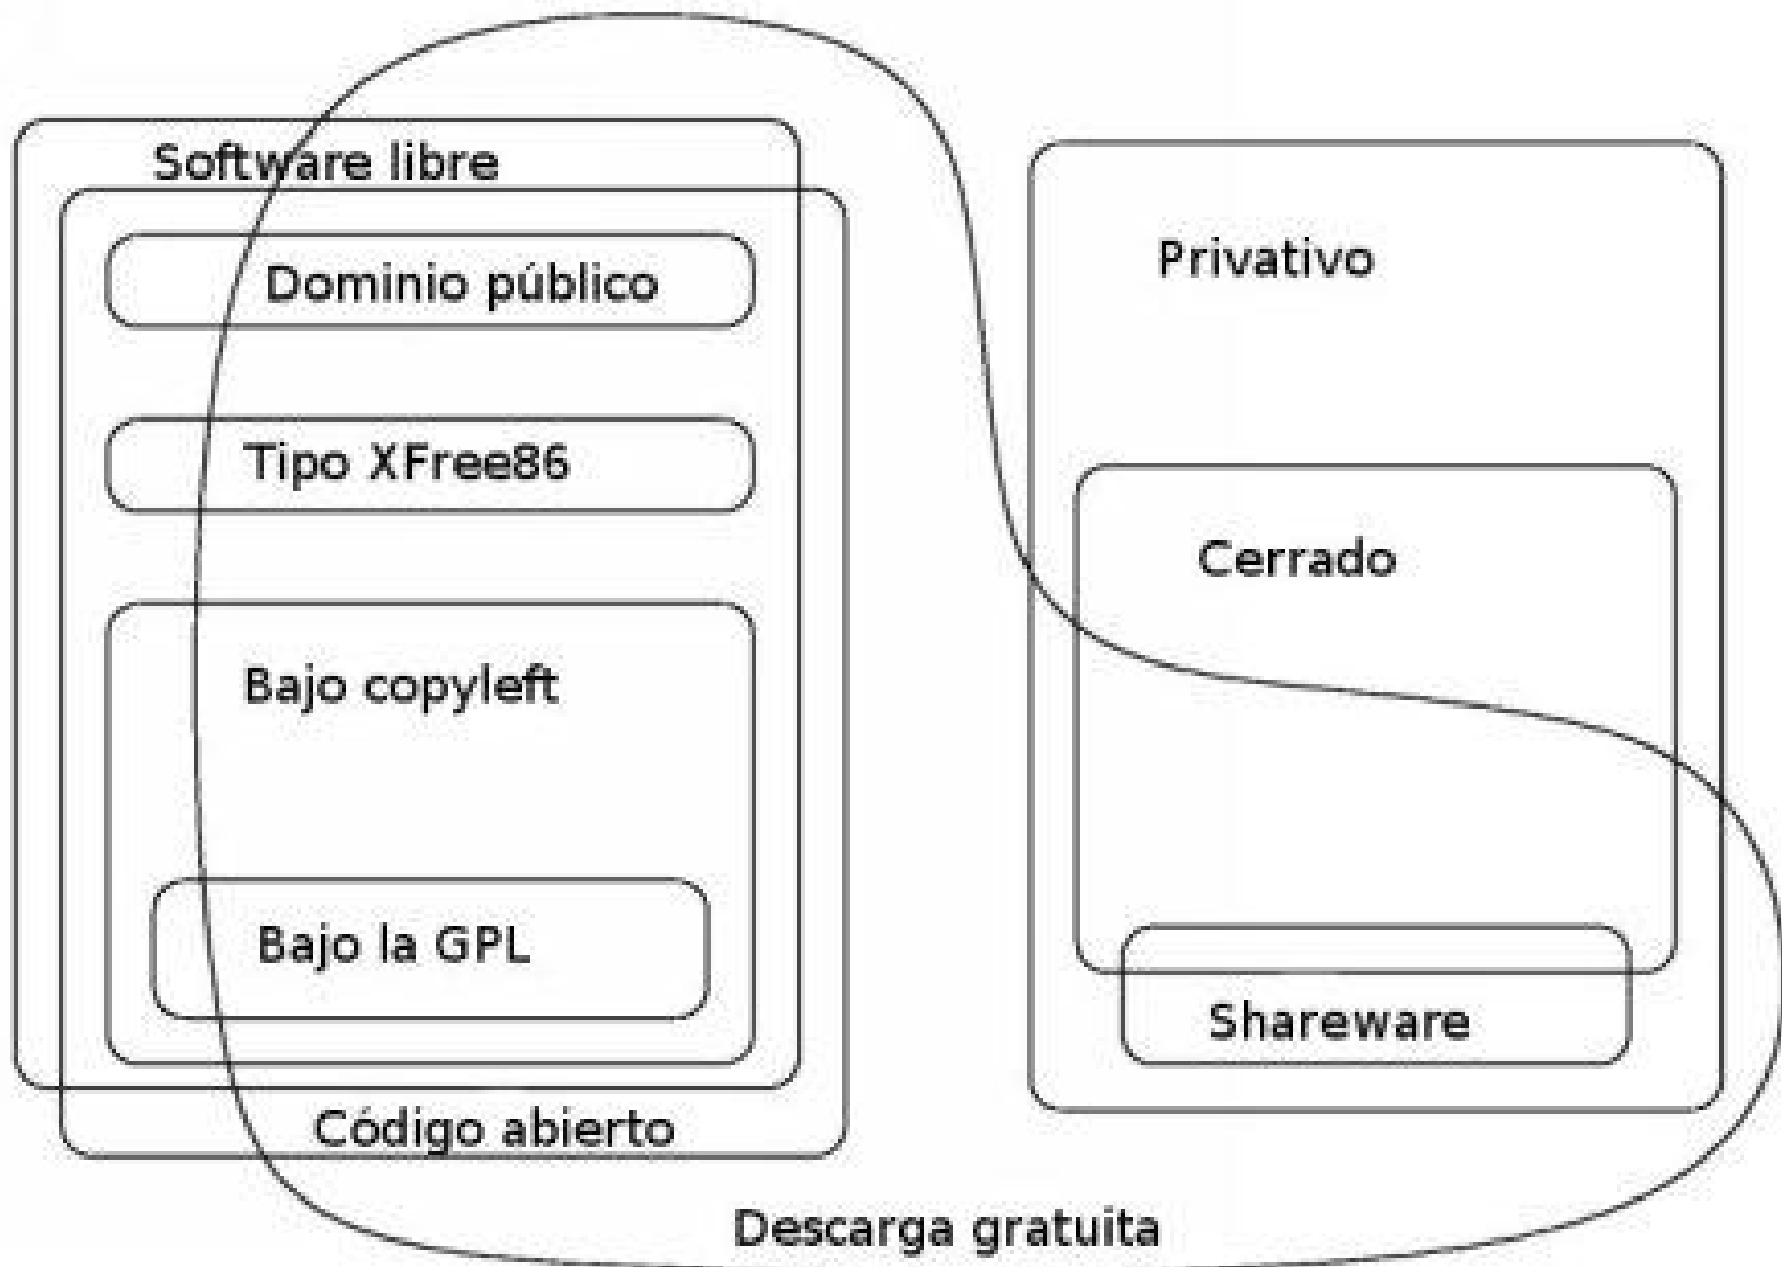 Software libre
Dominio público
Tipo XFree86
Bajo copyleft
Bajo la GPL
Código abierto
Privativo
Cerrado
Shareware
Descarga gratuita